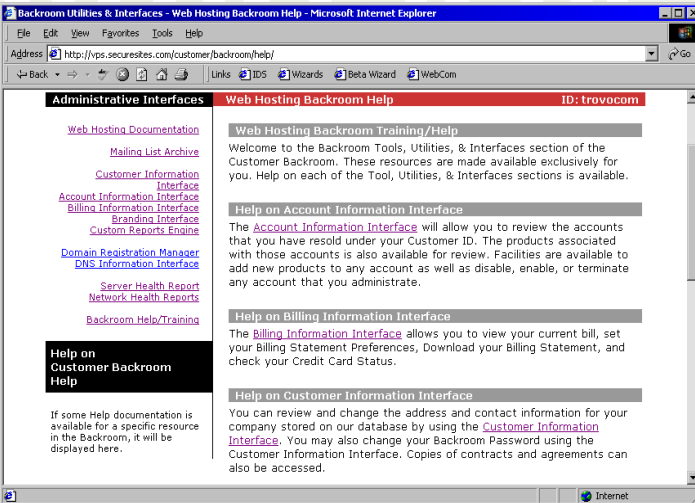 Backroom Utilities & Interfaces - Web Hosting Backroom Help - Microsoft Internet Explorer
File Edit View Favorites Tools Help
Address http://vps.securesites.com/customer/backroom/help/ Go
Back Links IDS Wizards Beta Wizard WebCom
Administrative Interfaces
Web Hosting Documentation
Mailing List Archive
Customer Information
Interface
Account Information Interface
Billing Information Interface
Branding Interface
Custom Reports Engine
Domain Registration Manager
DNS Information Interface
Server Health Report
Network Health Reports
Backroom Help/Training
Help on
Customer Backroom
Help
If some Help documentation is
available for a specific resource
in the Backroom, it will be
displayed here.
Web Hosting Backroom Help ID: trovocom
Web Hosting Backroom Training/Help
Welcome to the Backroom Tools, Utilities, & Interfaces section of the
Customer Backroom. These resources are made available exclusively for
you. Help on each of the Tool, Utilities, & Interfaces sections is available.
Help on Account Information Interface
The Account Information Interface will allow you to review the accounts
that you have resold under your Customer ID. The products associated
with those accounts is also available for review. Facilities are available to
add new products to any account as well as disable, enable, or terminate
any account that you administrate.
Help on Billing Information Interface
The Billing Information Interface allows you to view your current bill, set
your Billing Statement Preferences, Download your Billing Statement, and
check your Credit Card Status.
Help on Customer Information Interface
You can review and change the address and contact information for your
company stored on our database by using the Customer Information
Interface. You may also change your Backroom Password using the
Customer Information Interface. Copies of contracts and agreements can
also be accessed.
Internet